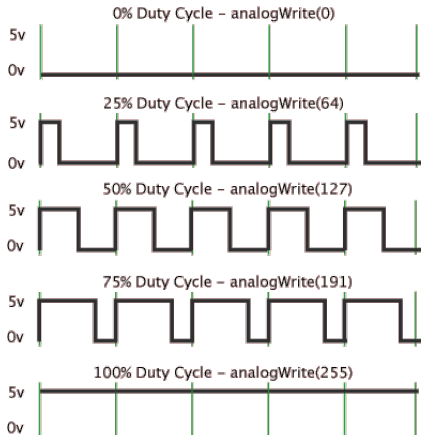 0% Duty Cycle - analogWrite(0)
5v
0v
25% Duty Cycle - analogWrite(64)
5v
0v
50% Duty Cycle - analogWrite(127)
5v
0v
75% Duty Cycle - analogWrite(191)
5v
0v
100% Duty Cycle - analogWrite(255)
5v
0v